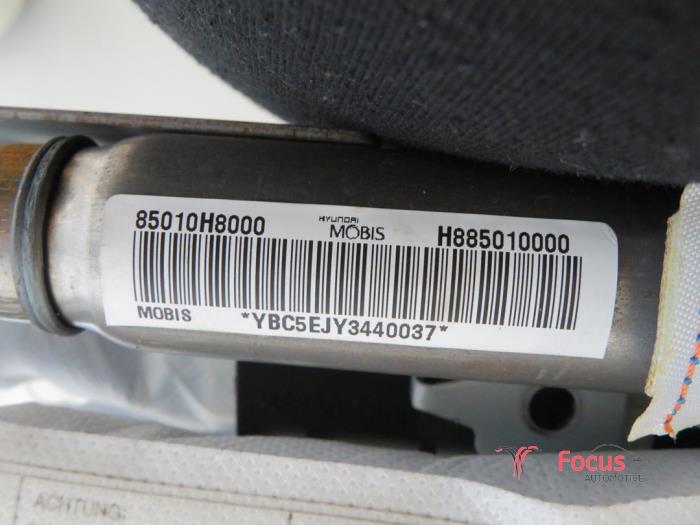 85010H8000 HYUNDAI MOBIS H885010000
MOBIS *YBC5EJY3440037*
ACHTUNG:
Focus
AUTOMOTIVE